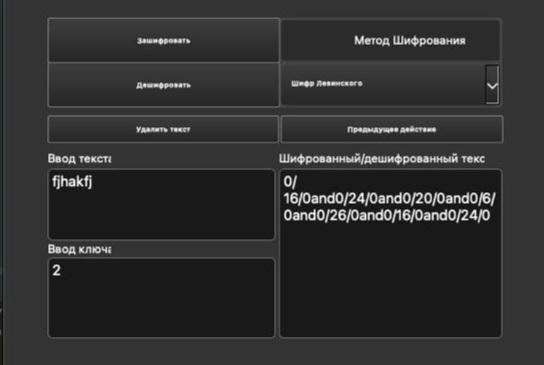 Зашифровать
Метод Шифрования
Дешифровать
Шифр Левинского
Удалить текст
Предыдущее действие
Ввод текста
Шифрованный/дешифрованный текс
fjhakfj
0/
16/0and0/24/0and0/20/0and0/6/
0and0/26/0and0/16/0and0/24/0
Ввод ключа
2